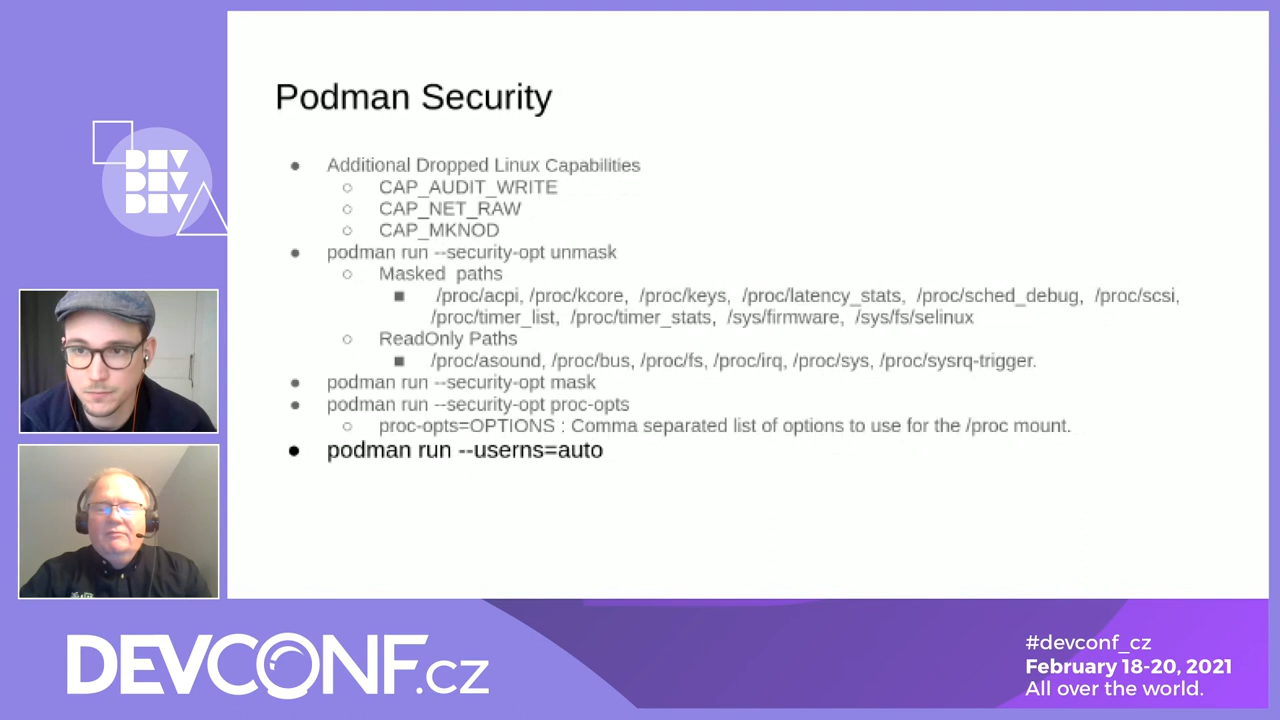 Podman Security
● Additional Dropped Linux Capabilities
○ CAP_AUDIT_WRITE
○ CAP_NET_RAW
○ CAP_MKNOD
● podman run --security-opt unmask
○ Masked paths
■ /proc/acpi, /proc/kcore, /proc/keys, /proc/latency_stats, /proc/sched_debug, /proc/scsi,
/proc/timer_list, /proc/timer_stats, /sys/firmware, /sys/fs/selinux
○ ReadOnly Paths
■ /proc/asound, /proc/bus, /proc/fs, /proc/irq, /proc/sys, /proc/sysrq-trigger.
● podman run --security-opt mask
● podman run --security-opt proc-opts
○ proc-opts=OPTIONS : Comma separated list of options to use for the /proc mount.
● podman run --userns=auto
DEV
DEV
DEV
DEVCONF.cz
#devconf_cz
February 18-20, 2021
All over the world.